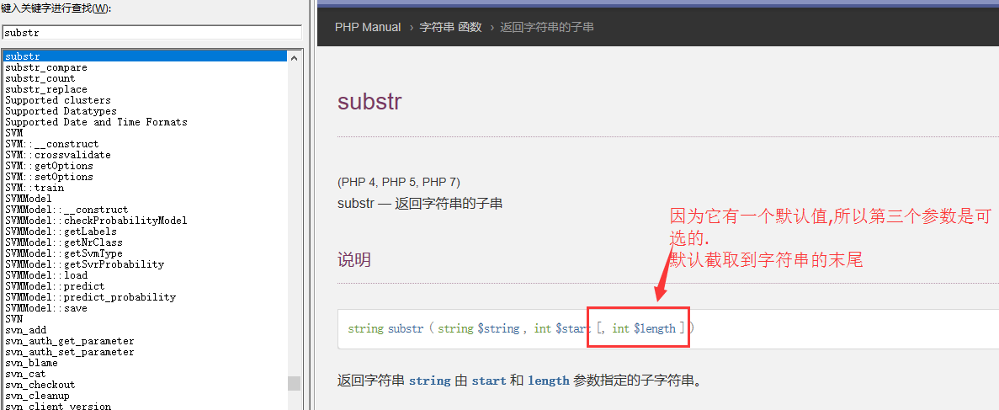 键入关键字进行查找(W):
substr
substr
substr_compare
substr_count
substr_replace
Supported clusters
Supported Datatypes
Supported Date and Time Formats
SVM
SVM::__construct
SVM::crossvalidate
SVM::getOptions
SVM::setOptions
SVM::train
SVMModel
SVMModel::__construct
SVMModel::checkProbabilityModel
SVMModel::getLabels
SVMModel::getNrClass
SVMModel::getSvmType
SVMModel::getSvrProbability
SVMModel::load
SVMModel::predict
SVMModel::predict_probability
SVMModel::save
SVN
svn_add
svn_auth_get_parameter
svn_auth_set_parameter
svn_blame
svn_cat
svn_checkout
svn_cleanup
svn_client_version
PHP Manual › 字符串 函数 › 返回字符串的子串
substr
(PHP 4, PHP 5, PHP 7)
substr — 返回字符串的子串
因为它有一个默认值,所以第三个参数是可
选的.
默认截取到字符串的末尾
说明
string substr ( string $string , int $start [, int $length ] )
返回字符串 string 由 start 和 length 参数指定的子字符串。